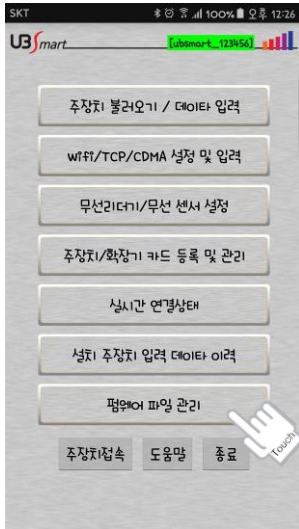 SKT 100% 오후 12:26
UBSmart [ubsmart_123456]
주장치 불러오기 / 데이타 입력
wifi/TCP/CDMA 설정 및 입력
무선리더기/무선 센서 설정
주장치/확장기 카드 등록 및 관리
실시간 연결상태
설치 주장치 입력 데이타 이력
펌웨어 파일 관리
Touch
주장치접속 도움말 종료